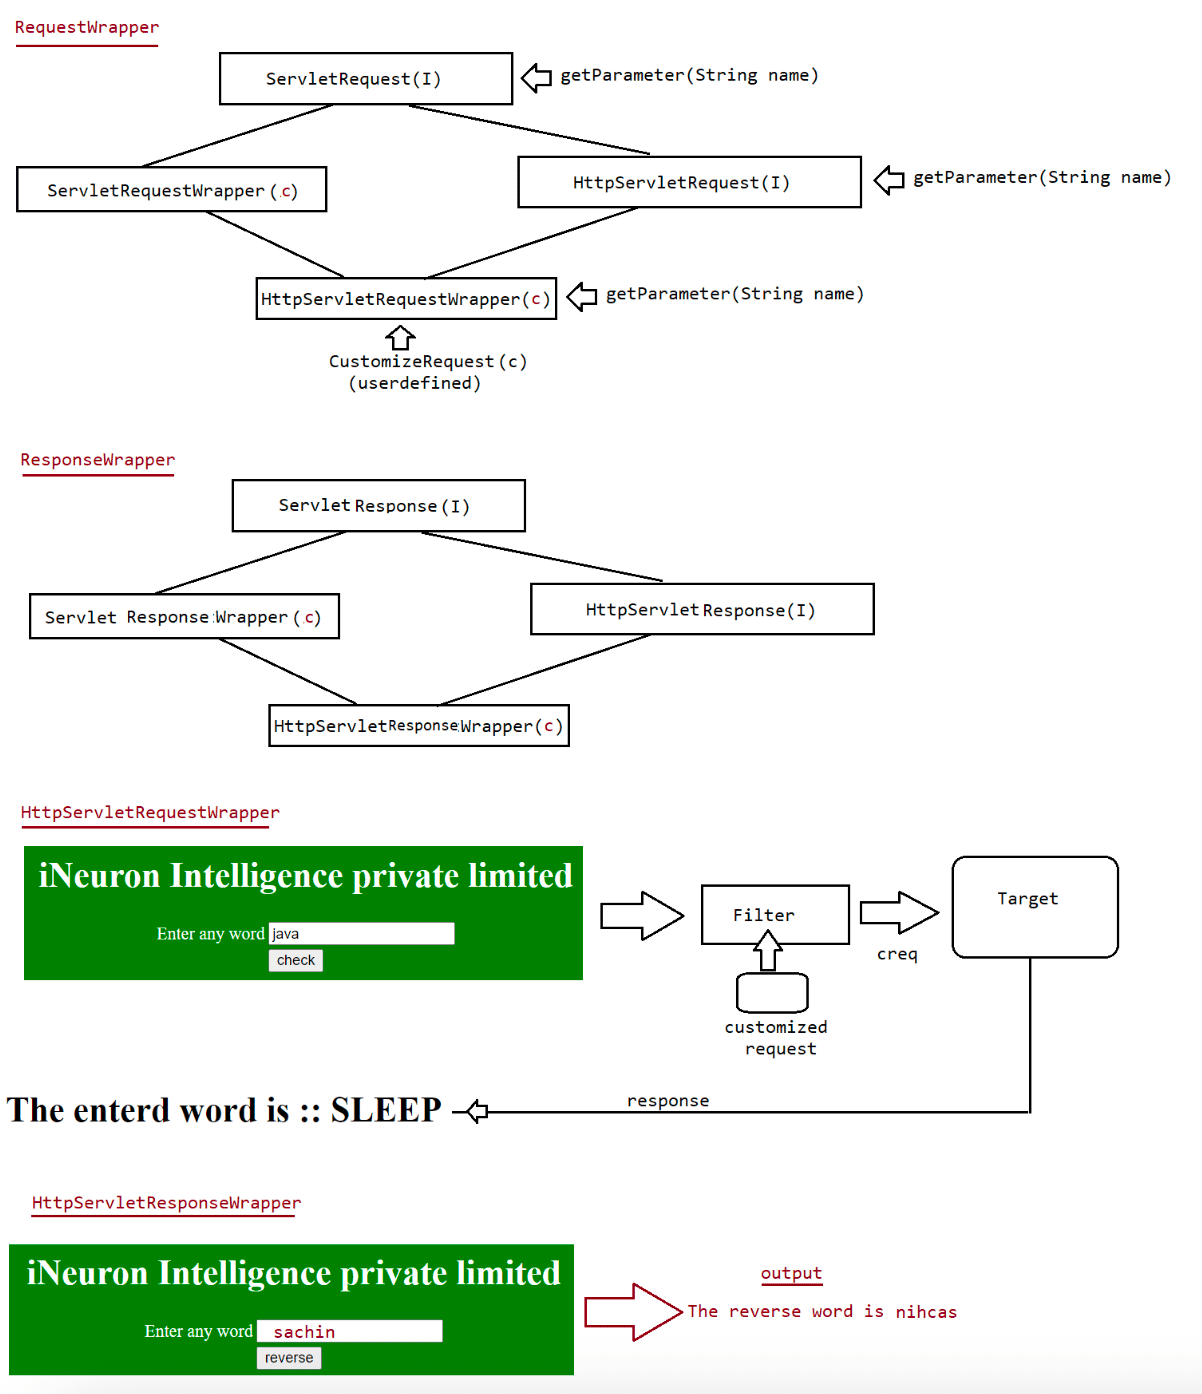 RequestWrapper
ServletRequest(I)
getParameter(String name)
ServletRequestWrapper(c)
HttpServletRequest(I)
getParameter(String name)
HttpServletRequestWrapper(c)
getParameter(String name)
CustomizeRequest(c)
(userdefined)
ResponseWrapper
Servlet Response(I)
Servlet Response Wrapper (c)
HttpServlet Response(I)
HttpServlet Response Wrapper(c)
HttpServletRequestWrapper
iNeuron Intelligence private limited
Enter any word java
check
Filter
Target
creq
customized
request
The enterd word is :: SLEEP
response
HttpServletResponseWrapper
iNeuron Intelligence private limited
Enter any word sachin
reverse
output
The reverse word is nihcas